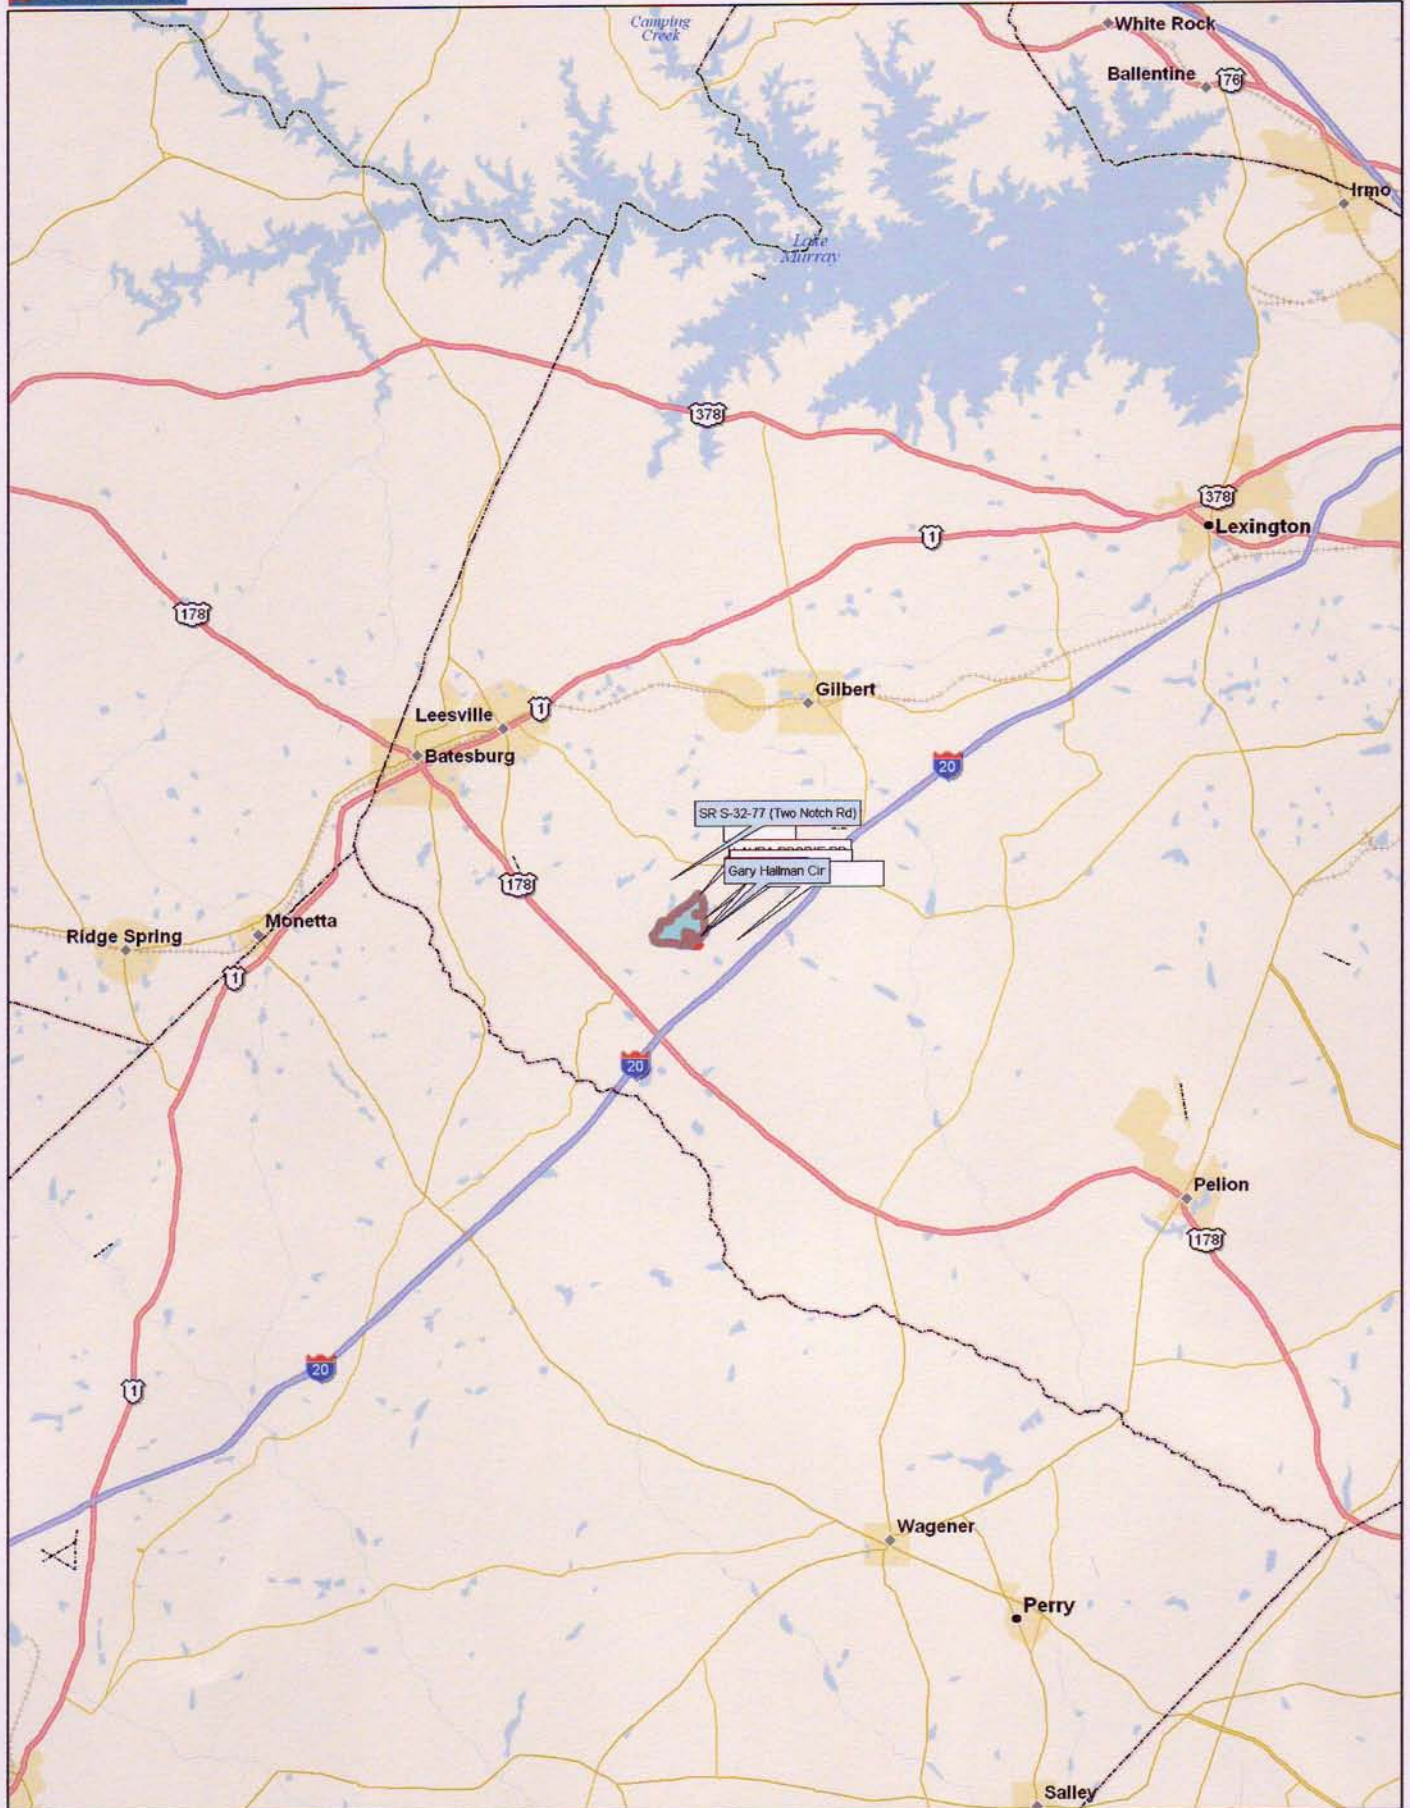 Camping
Creek
White Rock
Ballentine
76
Irmo
Lake
Murray
378
378
Lexington
1
178
Gilbert
Leesville
1
Batesburg
20
SR S-32-77 (Two Notch Rd)
Gary Hallman Cir
178
Ridge Spring
Monetta
1
20
Pelion
178
20
1
Wagener
Perry
Salley